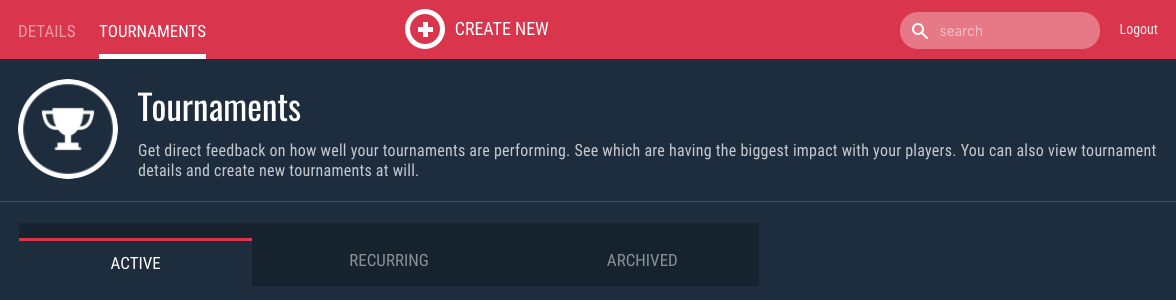 DETAILS TOURNAMENTS CREATE NEW search Logout
Tournaments
Get direct feedback on how well your tournaments are performing. See which are having the biggest impact with your players. You can also view tournament
details and create new tournaments at will.
ACTIVE RECURRING ARCHIVED